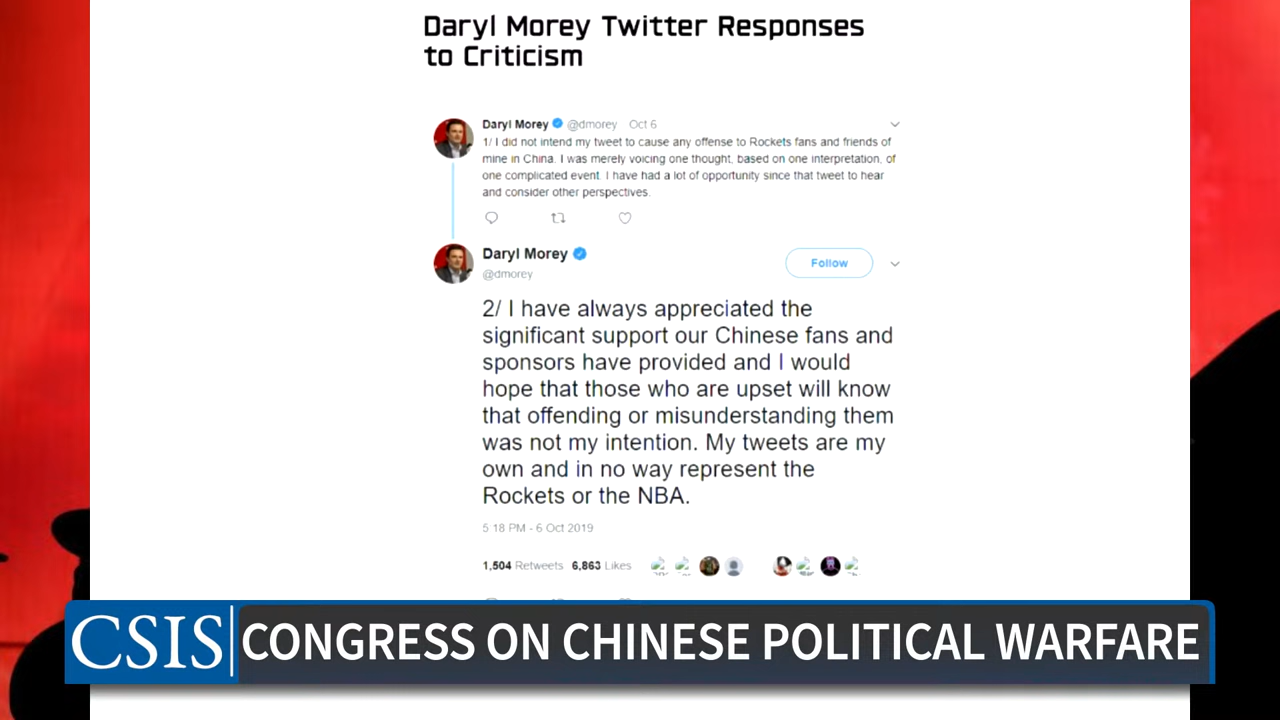 Daryl Morey Twitter Responses
to Criticism
Daryl Morey @dmorey Oct 6
1/ I did not intend my tweet to cause any offense to Rockets fans and friends of
mine in China. I was merely voicing one thought, based on one interpretation, of
one complicated event. I have had a lot of opportunity since that tweet to hear
and consider other perspectives.
Daryl Morey
@dmorey
Follow
2/ I have always appreciated the
significant support our Chinese fans and
sponsors have provided and I would
hope that those who are upset will know
that offending or misunderstanding them
was not my intention. My tweets are my
own and in no way represent the
Rockets or the NBA.
5:18 PM - 6 Oct 2019
1,504 Retweets 6,863 Likes
CSIS CONGRESS ON CHINESE POLITICAL WARFARE